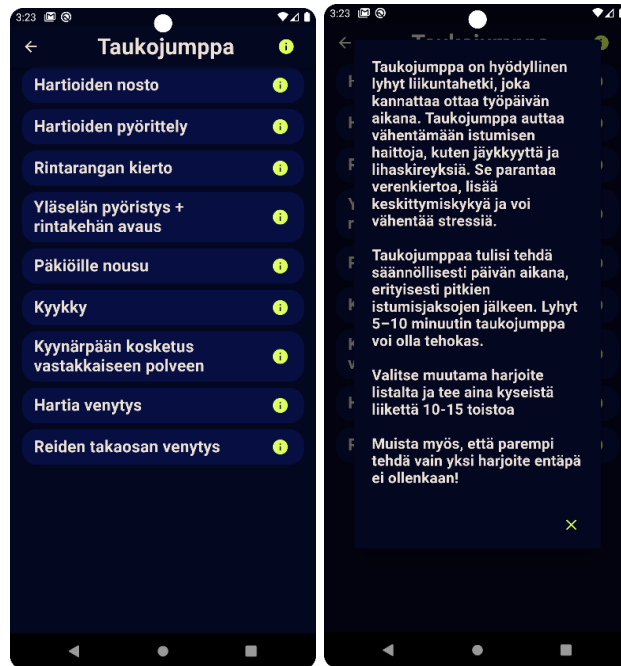 3:23
Taukojumppa
Hartioiden nosto
Hartioiden pyörittely
Rintarangan kierto
Yläselän pyöristys +
rintakehän avaus
Päkiöille nousu
Kyykky
Kyynärpään kosketus
vastakkaiseen polveen
Hartia venytys
Reiden takaosan venytys
3:23
Taukojumppa on hyödyllinen
lyhyt liikuntahetki, joka
kannattaa ottaa työpäivän
aikana. Taukojumppa auttaa
vähentämään istumisen
haittoja, kuten jäykkyyttä ja
lihaskireyksiä. Se parantaa
verenkiertoa, lisää
keskittymiskykyä ja voi
vähentää stressiä.
Taukojumppaa tulisi tehdä
säännöllisesti päivän aikana,
erityisesti pitkien
istumisjaksojen jälkeen. Lyhyt
5–10 minuutin taukojumppa
voi olla tehokas.
Valitse muutama harjoite
listalta ja tee aina kyseistä
liikettä 10-15 toistoa
Muista myös, että parempi
tehdä vain yksi harjoite entäpä
ei ollenkaan!